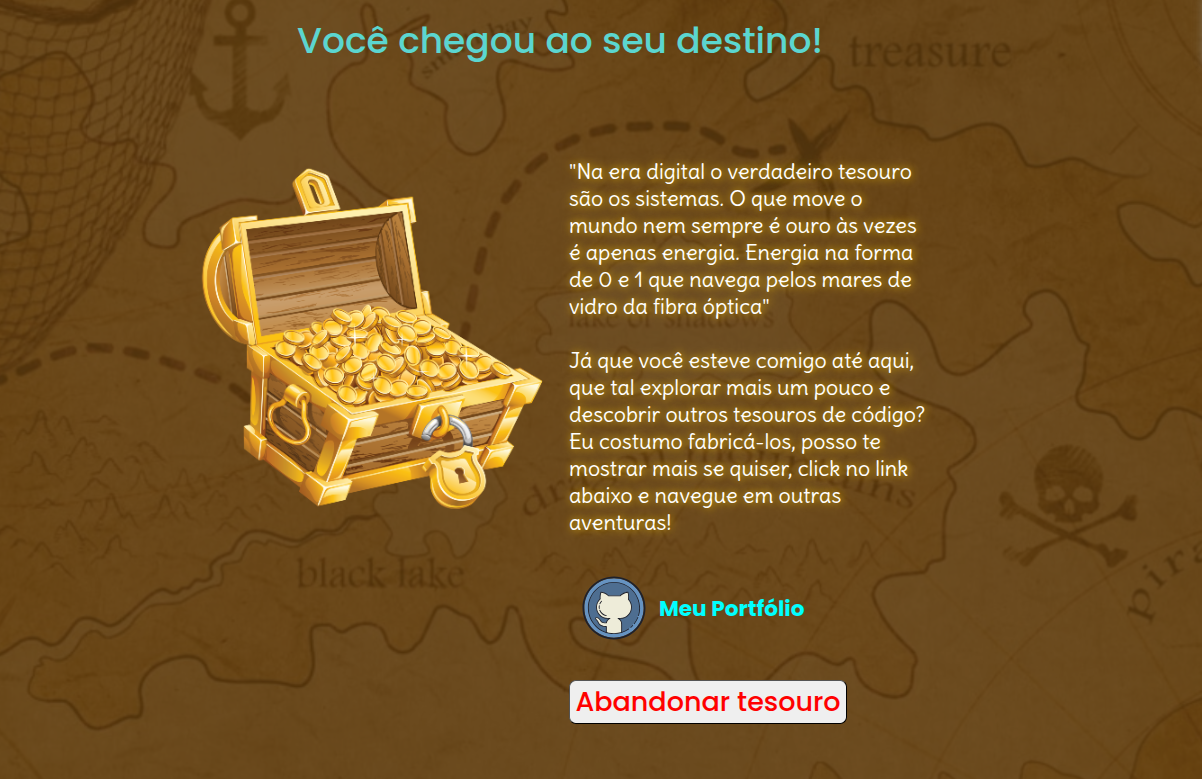 Você chegou ao seu destino!
treasure
"Na era digital o verdadeiro tesouro
são os sistemas. O que move o
mundo nem sempre é ouro às vezes
é apenas energia. Energia na forma
de 0 e 1 que navega pelos mares de
vidro da fibra óptica"
lake of shadows
Já que você esteve comigo até aqui,
que tal explorar mais um pouco e
descobrir outros tesouros de código?
Eu costumo fabricá-los, posso te
mostrar mais se quiser, click no link
abaixo e navegue em outras
aventuras!
black lake
Meu Portfólio
Abandonar tesouro